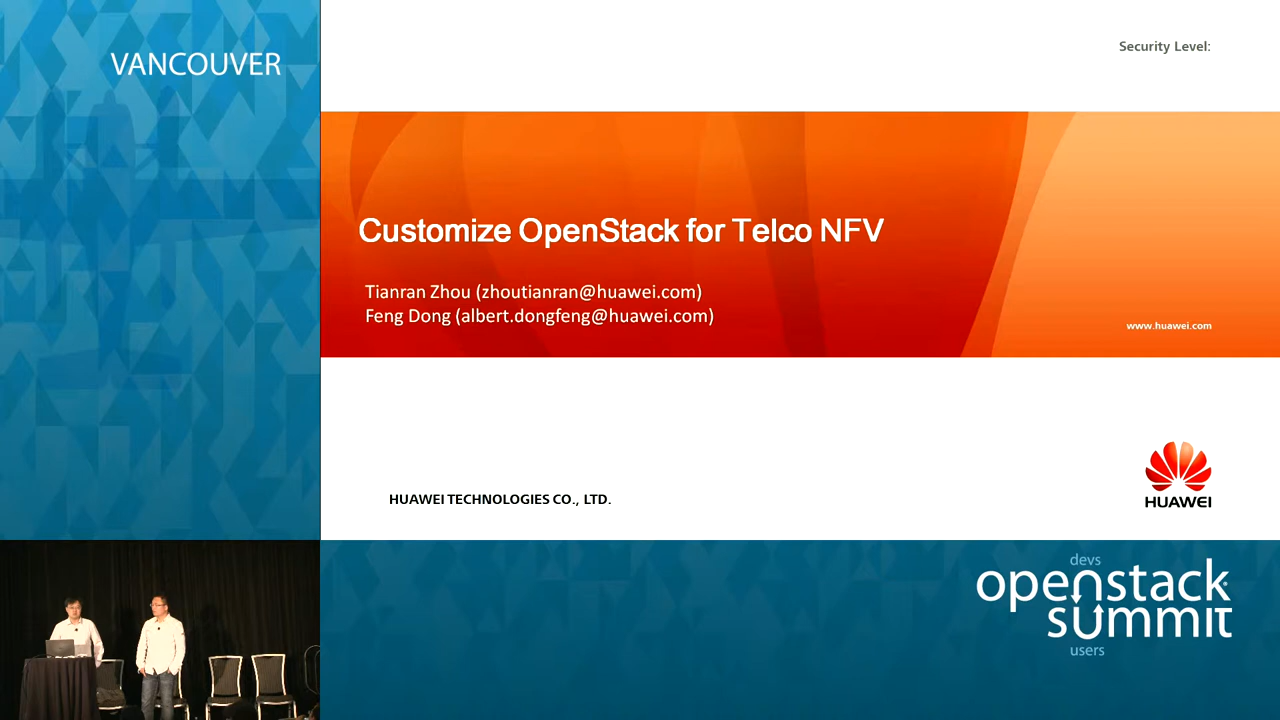 VANCOUVER
Security Level:
Customize OpenStack for Telco NFV
Tianran Zhou (zhoutianran@huawei.com)
Feng Dong (albert.dongfeng@huawei.com)
www.huawei.com
HUAWEI TECHNOLOGIES CO., LTD.
HUAWEI
devs
openstack
summit
users